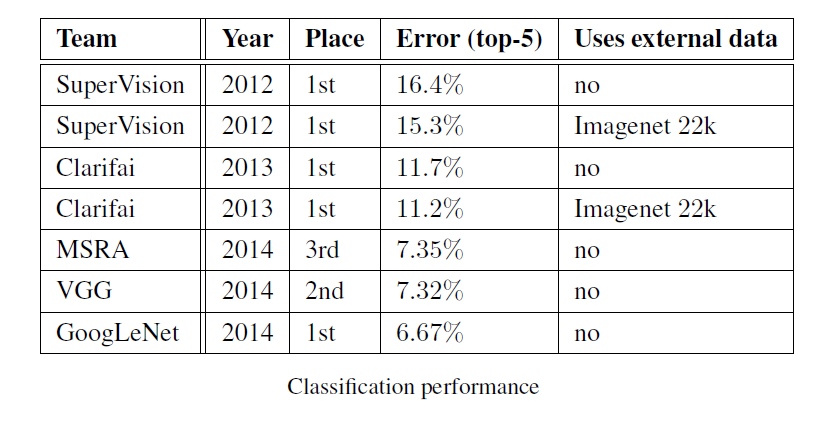 Team Year Place Error (top-5) Uses external data
SuperVision 2012 1st 16.4% no
SuperVision 2012 1st 15.3% Imagenet 22k
Clarifai 2013 1st 11.7% no
Clarifai 2013 1st 11.2% Imagenet 22k
MSRA 2014 3rd 7.35% no
VGG 2014 2nd 7.32% no
GoogLeNet 2014 1st 6.67% no
Classification performance